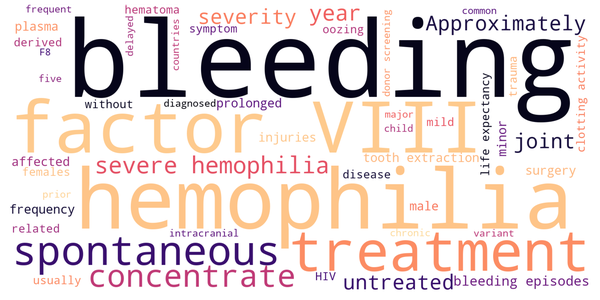 frequent
hematoma
severity
year
common
plasma
symptom
oozing
Approximately
derived
delayed
countries
F8
five
bleeding
donor screening
trauma
clotting activity
without
diagnosed
prolonged
factor VIII
injuries
major
child
mild
life expectancy
minor
joint
affected
severe hemophilia
tooth extraction
females
disease
surgery
prior
hemophilia
frequency
male
related
intracranial
chronic
variant
spontaneous
treatment
usually
concentrate
HIV
untreated
bleeding episodes